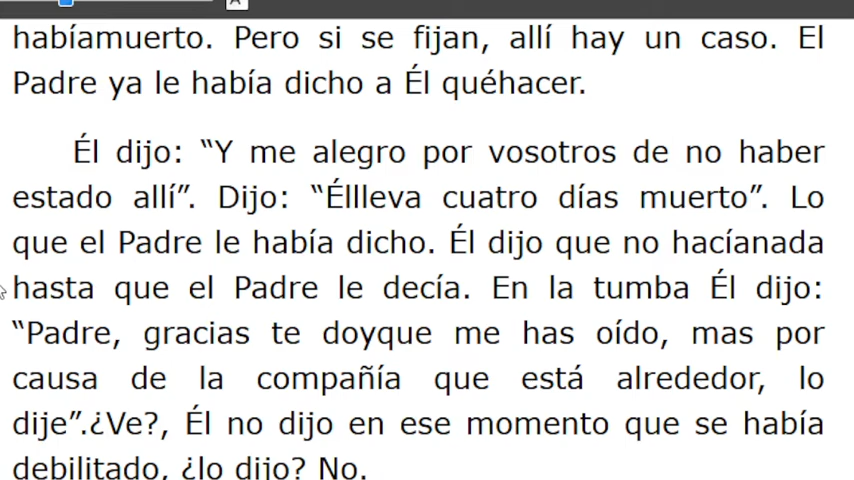 habíamuerto. Pero si se fijan, allí hay un caso. El
Padre ya le había dicho a Él quéhacer.
Él dijo: “Y me alegro por vosotros de no haber
estado allí”. Dijo: “Éllleva cuatro días muerto”. Lo
que el Padre le había dicho. Él dijo que no hacíanada
hasta que el Padre le decía. En la tumba Él dijo:
“Padre, gracias te doyque me has oído, mas por
causa de la compañía que está alrededor, lo
dije”.¿Ve?, Él no dijo en ese momento que se había
debilitado, ¿lo dijo? No.